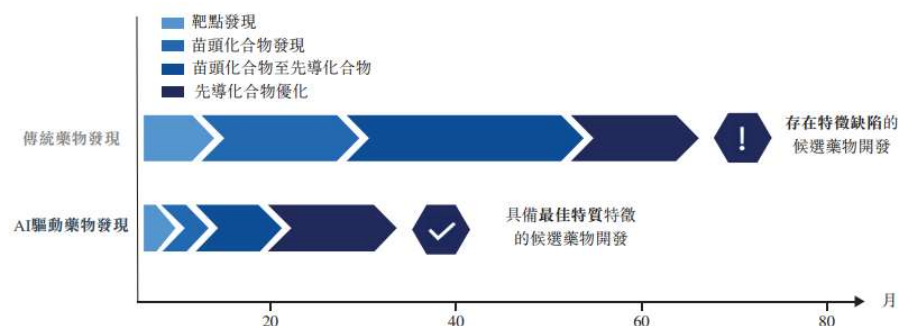 靶點發現
苗頭化合物發現
苗頭化合物至先導化合物
先導化合物優化
傳統藥物發現
!
存在特徵缺陷的
候選藥物開發
AI驅動藥物發現
具備最佳特質特徵
的候選藥物開發
月
20
40
60
80